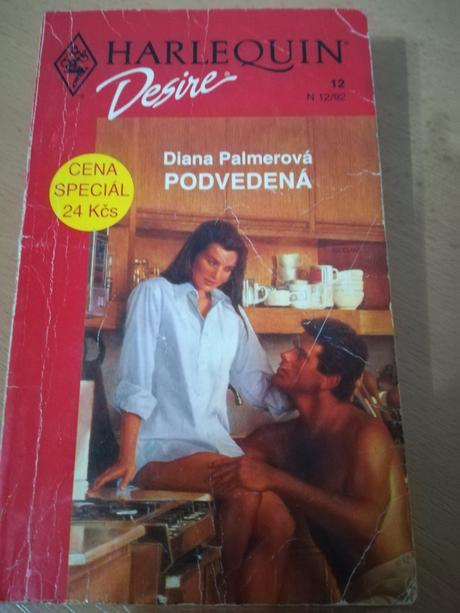 HARLEQUIN®
Desire®
12
N 12/92
CENA
SPECIÁL
24 Kčs
Diana Palmerová
PODVEDENÁ